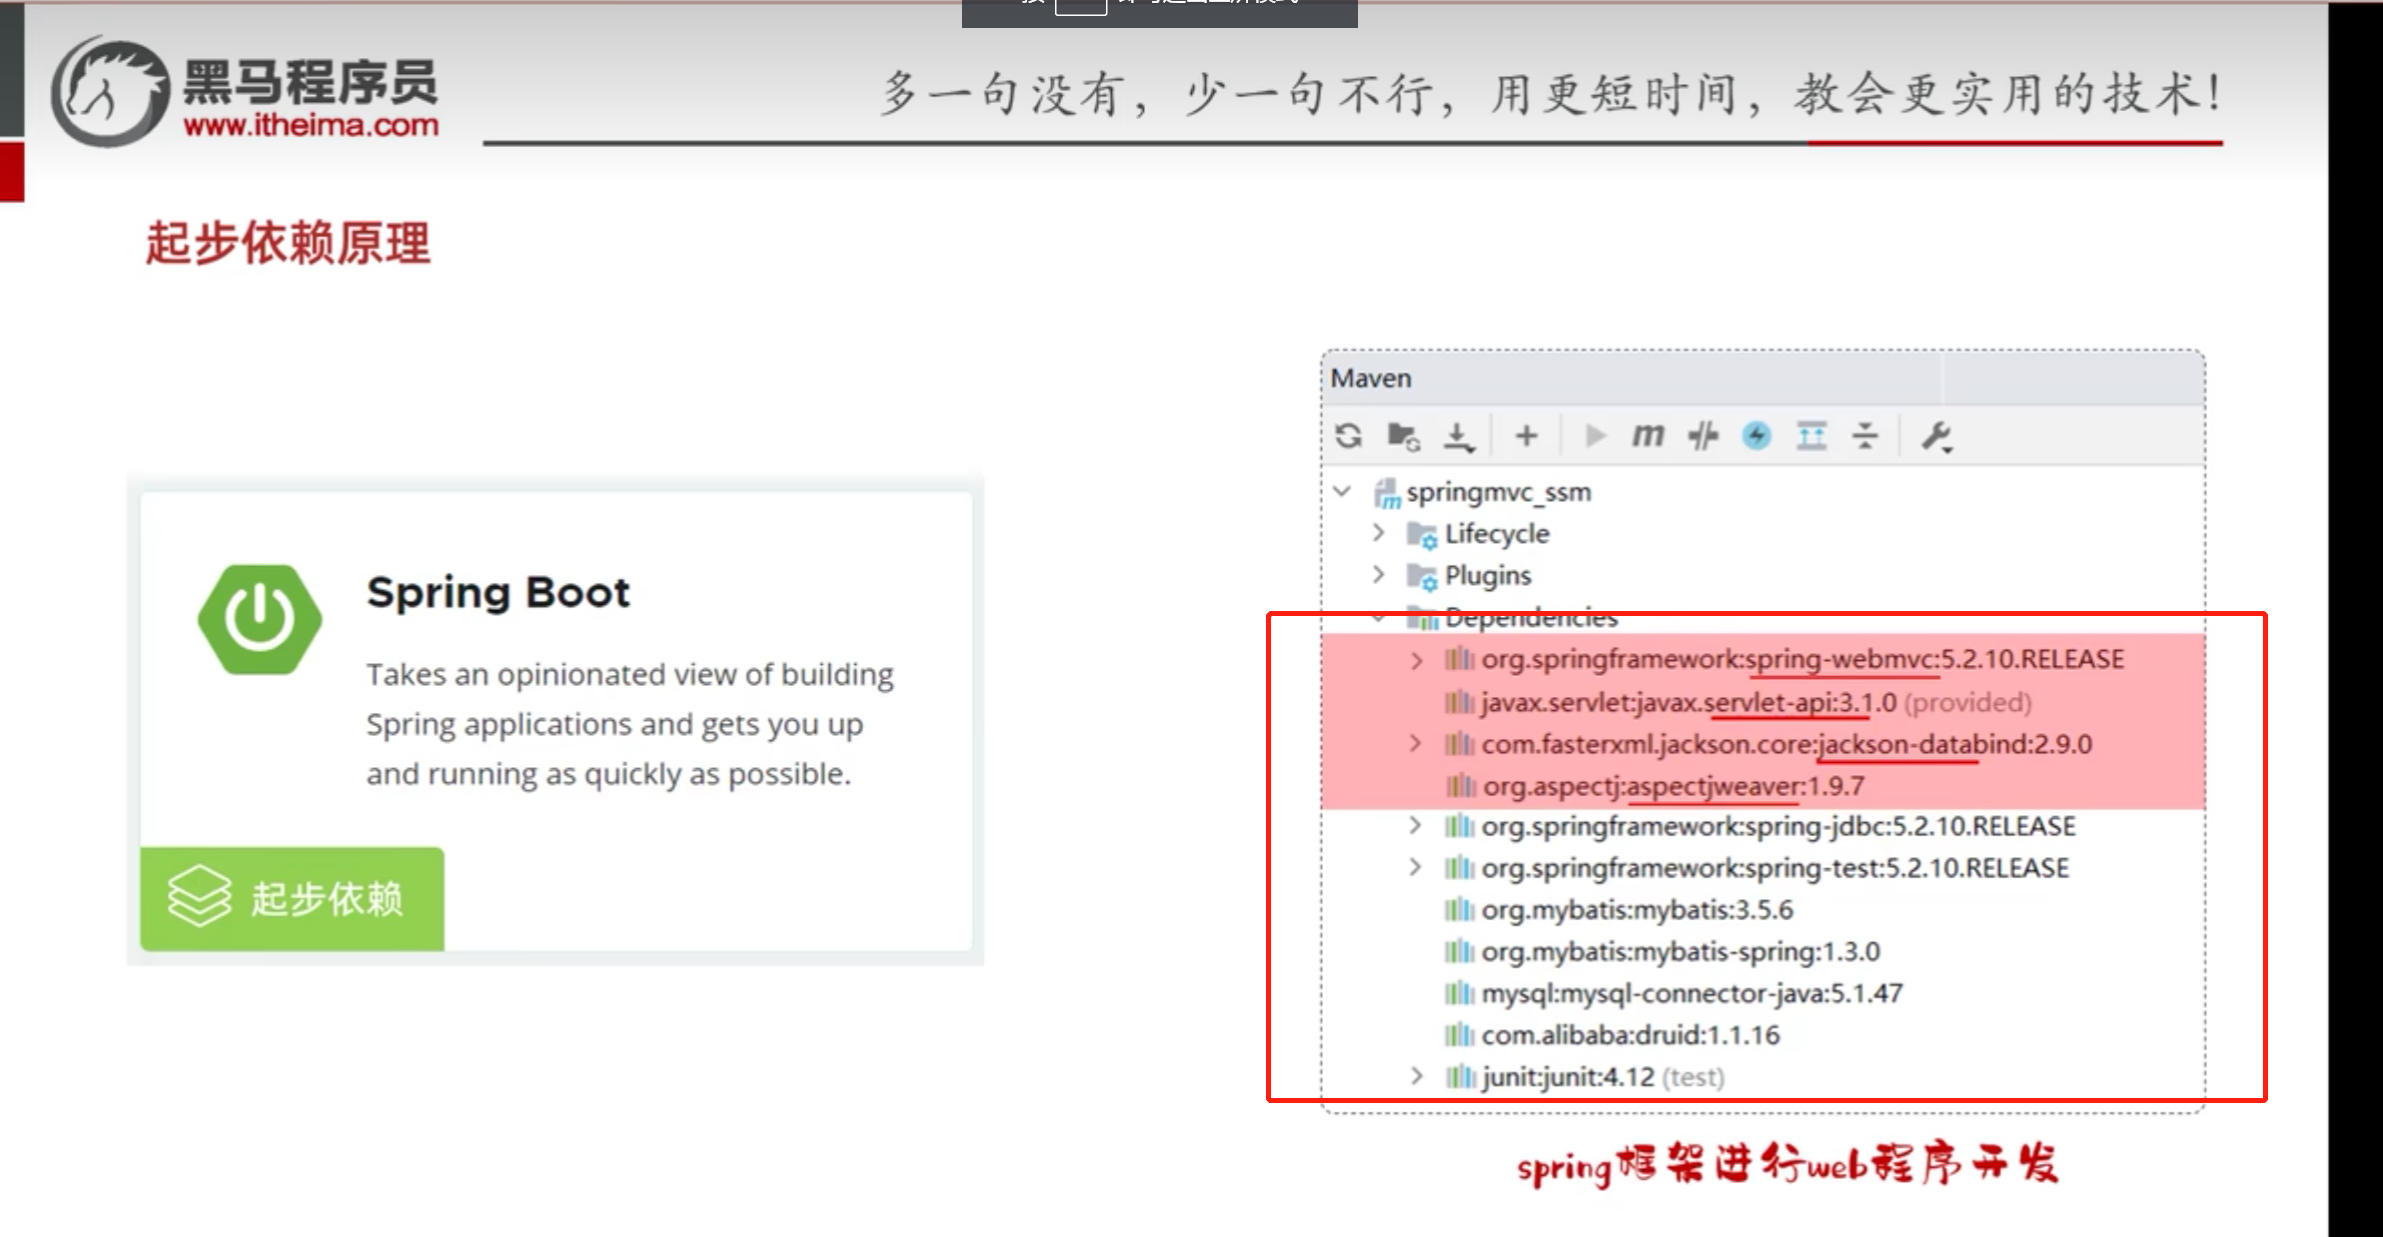 黑马程序员
www.itheima.com
多一句没有，少一句不行，用更短时间，教会更实用的技术！
起步依赖原理
Spring Boot
Takes an opinionated view of building
Spring applications and gets you up
and running as quickly as possible.
起步依赖
Maven
m
springmvc_ssm
Lifecycle
Plugins
Dependencies
org.springframework:spring-webmvc:5.2.10.RELEASE
javax.servlet:javax.servlet-api:3.1.0 (provided)
com.fasterxml.jackson.core:jackson-databind:2.9.0
org.aspectj:aspectjweaver:1.9.7
org.springframework:spring-jdbc:5.2.10.RELEASE
org.springframework:spring-test:5.2.10.RELEASE
org.mybatis:mybatis:3.5.6
org.mybatis:mybatis-spring:1.3.0
mysql:mysql-connector-java:5.1.47
com.alibaba:druid:1.1.16
junit:junit:4.12 (test)
spring框架进行web程序开发